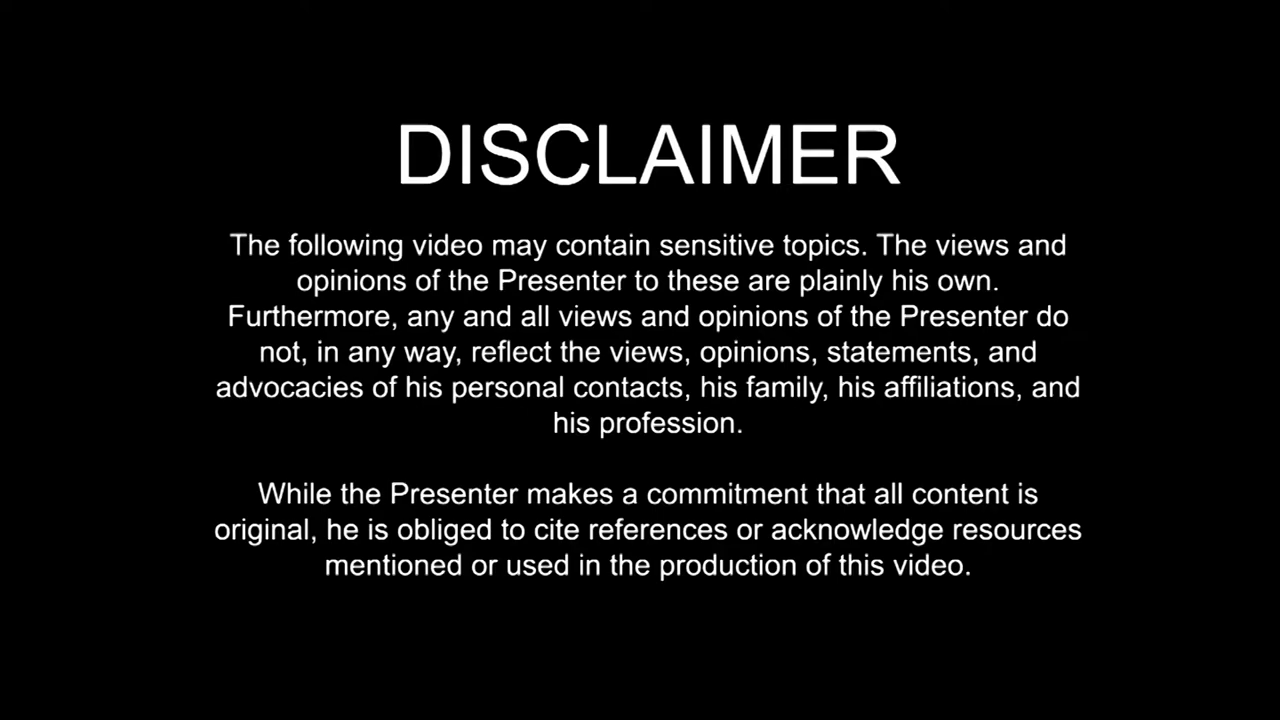 DISCLAIMER
The following video may contain sensitive topics. The views and
opinions of the Presenter to these are plainly his own.
Furthermore, any and all views and opinions of the Presenter do
not, in any way, reflect the views, opinions, statements, and
advocacies of his personal contacts, his family, his affiliations, and
his profession.
While the Presenter makes a commitment that all content is
original, he is obliged to cite references or acknowledge resources
mentioned or used in the production of this video.